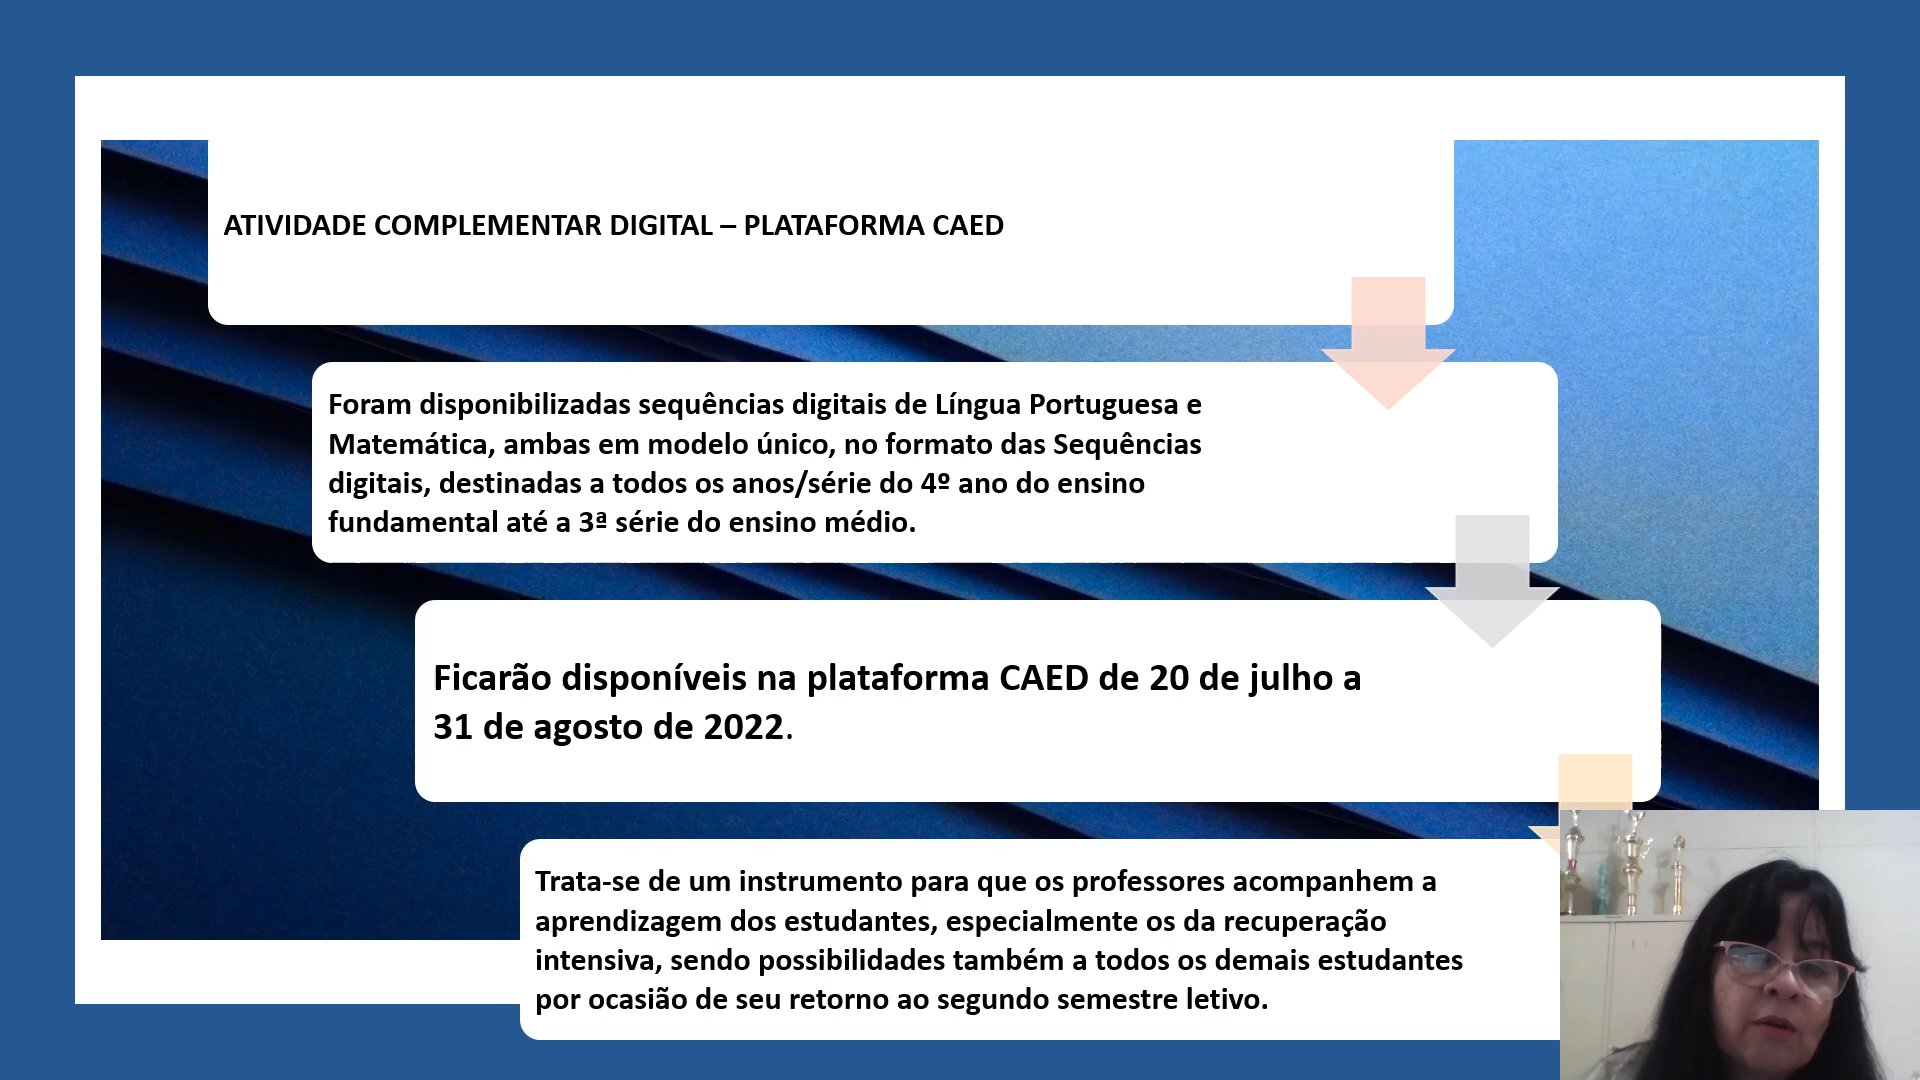 ATIVIDADE COMPLEMENTAR DIGITAL – PLATAFORMA CAED
Foram disponibilizadas sequências digitais de Língua Portuguesa e
Matemática, ambas em modelo único, no formato das Sequências
digitais, destinadas a todos os anos/série do 4º ano do ensino
fundamental até a 3ª série do ensino médio.
Ficarão disponíveis na plataforma CAED de 20 de julho a
31 de agosto de 2022.
Trata-se de um instrumento para que os professores acompanhem a
aprendizagem dos estudantes, especialmente os da recuperação
intensiva, sendo possibilidades também a todos os demais estudantes
por ocasião de seu retorno ao segundo semestre letivo.